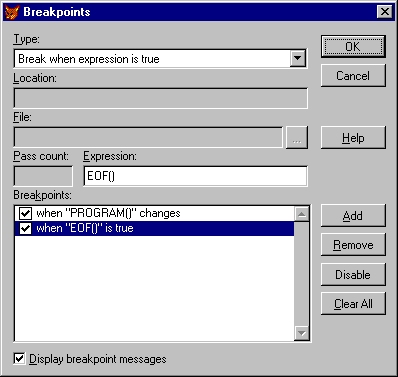 Breakpoints
Type:
OK
Break when expression is true
Cancel
Location:
File:
...
Help
Pass count: Expression:
EOF()
Breakpoints:
when "PROGRAM()" changes
Add
when "EOF()" is true
Remove
Disable
Clear All
Display breakpoint messages